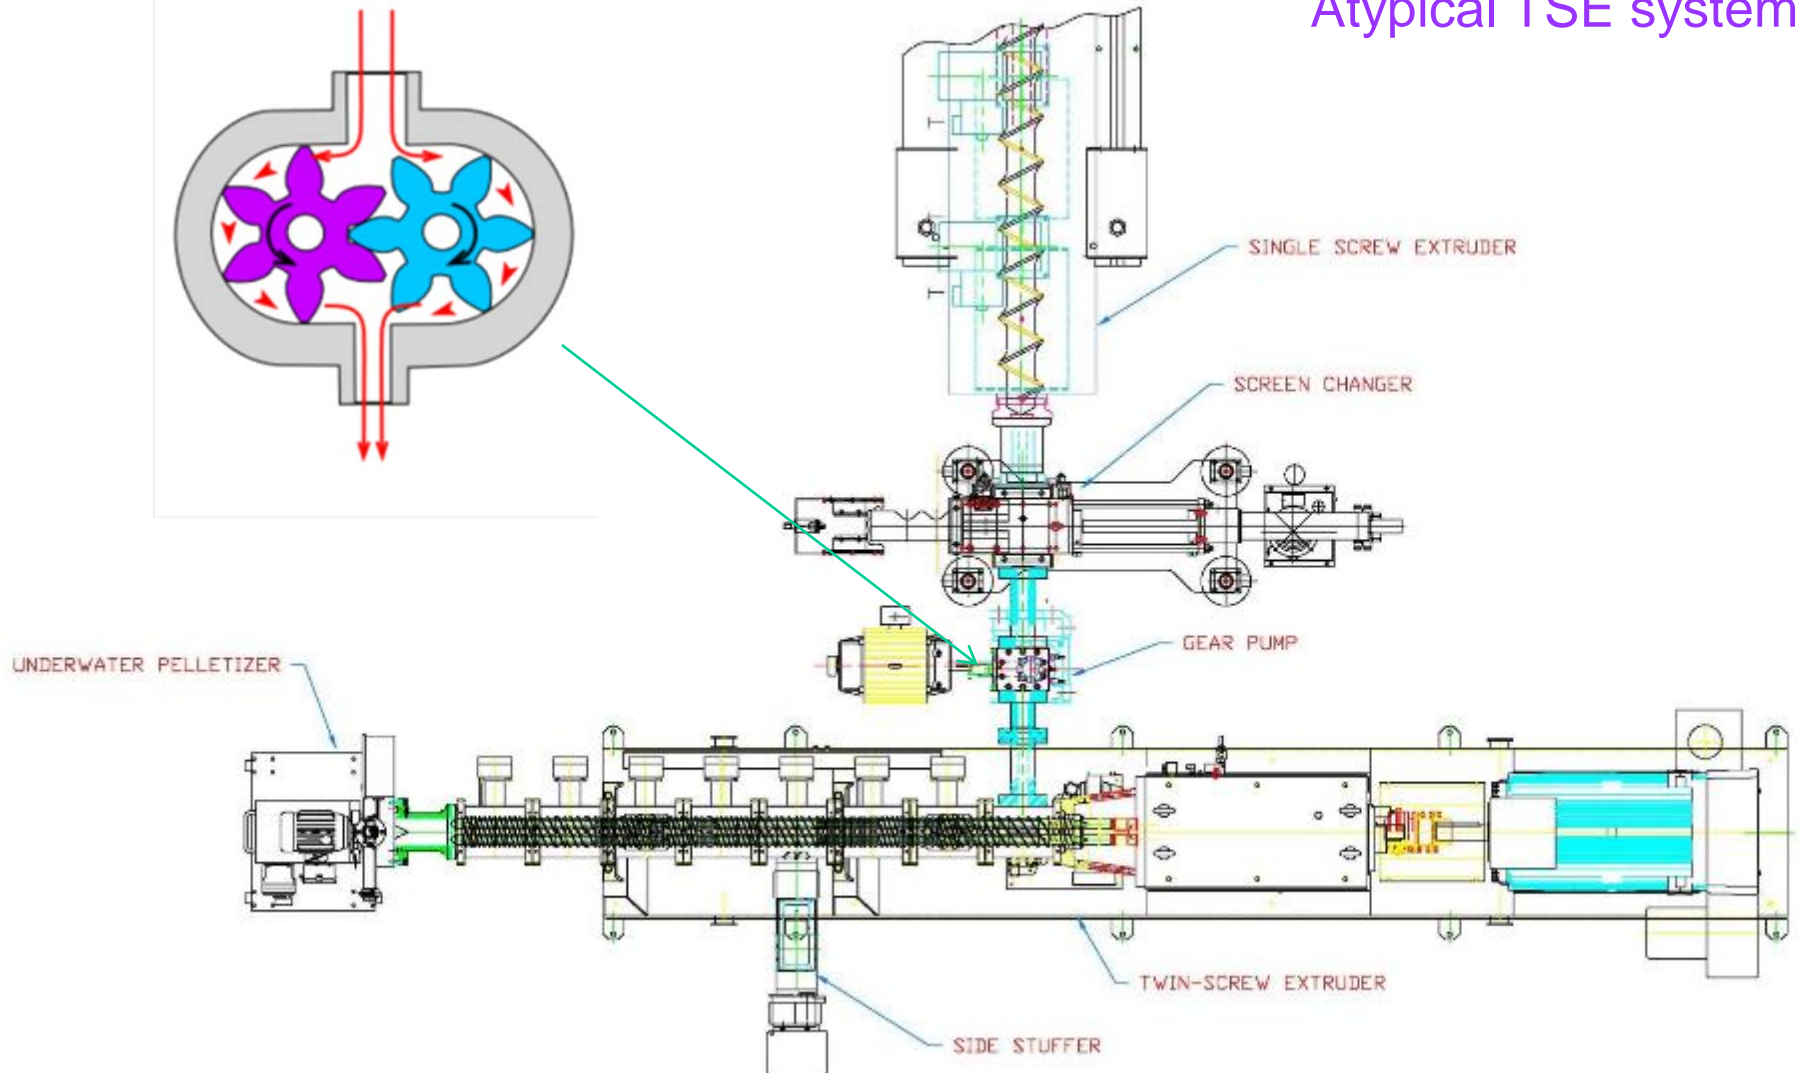 Atypical TSE system
SINGLE SCREW EXTRUDER
SCREEN CHANGER
GEAR PUMP
UNDERWATER PELLETIZER
TWIN-SCREW EXTRUDER
SIDE STUFFER